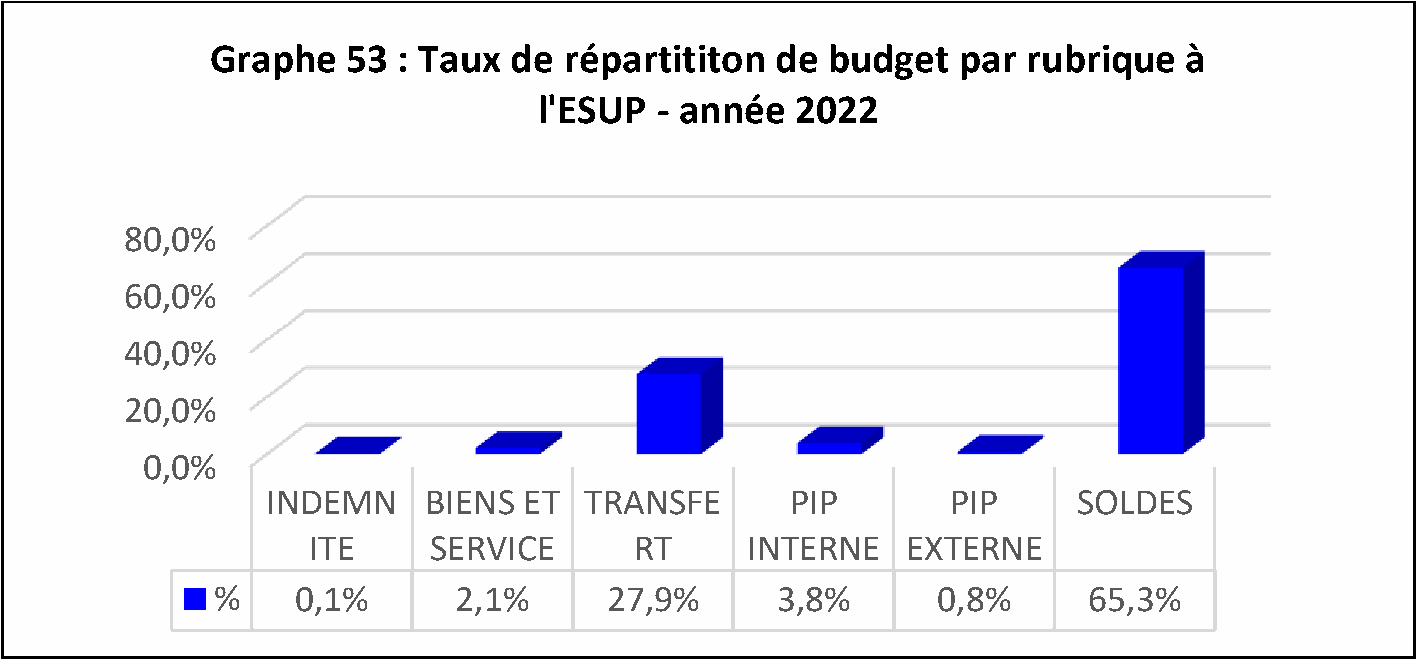 Graphe 53 : Taux de répartititon de budget par rubrique à
l'ESUP - année 2022
80,0%
60,0%
40,0%
20,0%
0,0%
INDEMN BIENS ET TRANSFE PIP PIP SOLDES
ITE SERVICE RT INTERNE EXTERNE
% 0,1% 2,1% 27,9% 3,8% 0,8% 65,3%